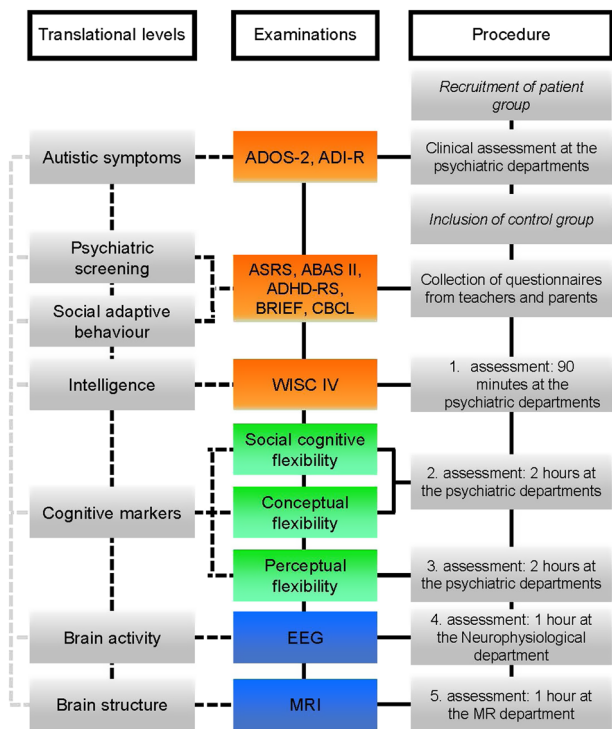 Translational levels
Examinations
Procedure
Recruitment of patient
group
Autistic symptoms
ADOS-2, ADI-R
Clinical assessment at the
psychiatric departments
Inclusion of control group
Psychiatric
screening
Social adaptive
behaviour
ASRS, ABAS II,
ADHD-RS,
BRIEF, CBCL
Collection of questionnaires
from teachers and parents
Intelligence
WISC IV
1. assessment: 90
minutes at the
psychiatric departments
Cognitive markers
Social cognitive
flexibility
Conceptual
flexibility
2. assessment: 2 hours at
the psychiatric departments
Perceptual
flexibility
3. assessment: 2 hours at
the psychiatric departments
Brain activity
EEG
4. assessment: 1 hour at
the Neurophysiological
department
Brain structure
MRI
5. assessment: 1 hour at
the MR department